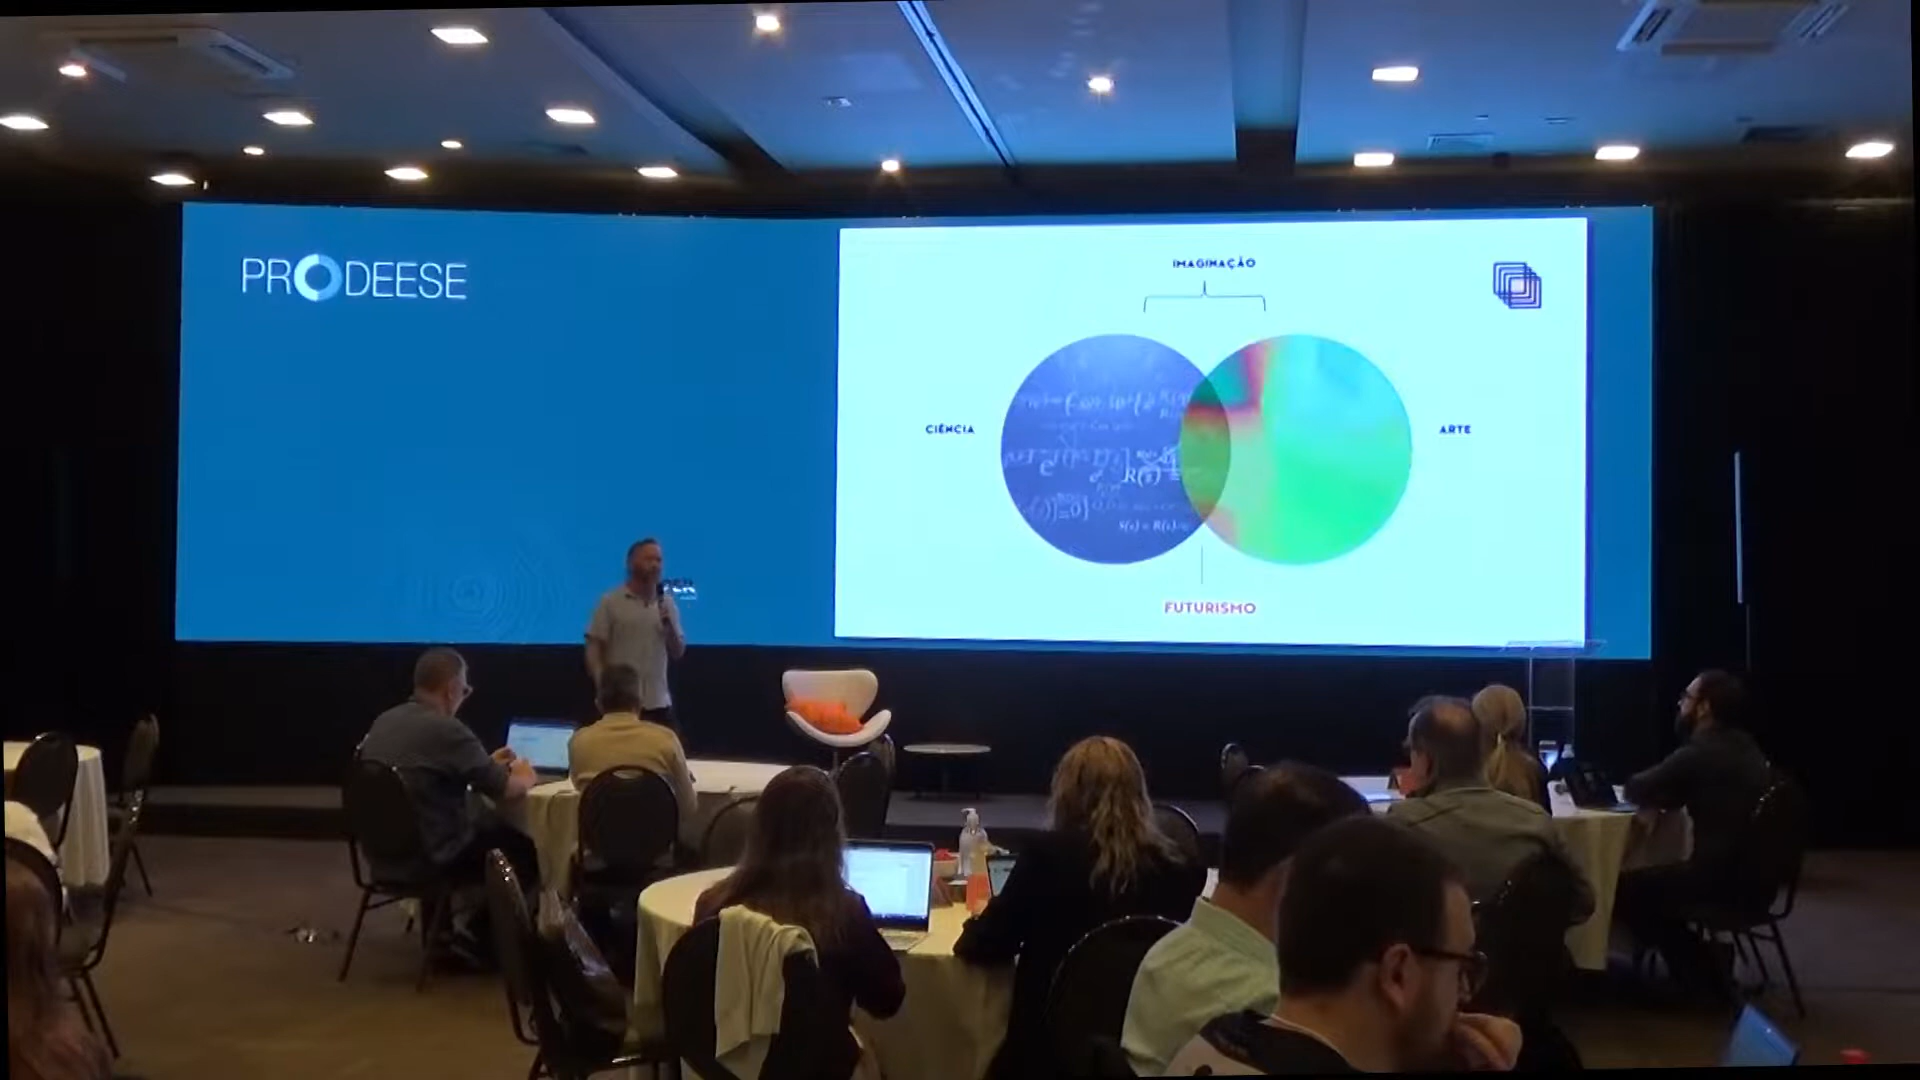 PRODEESE
IMAGINAÇÃO
CIÊNCIA
ARTE
R(s) =
FUTURISMO